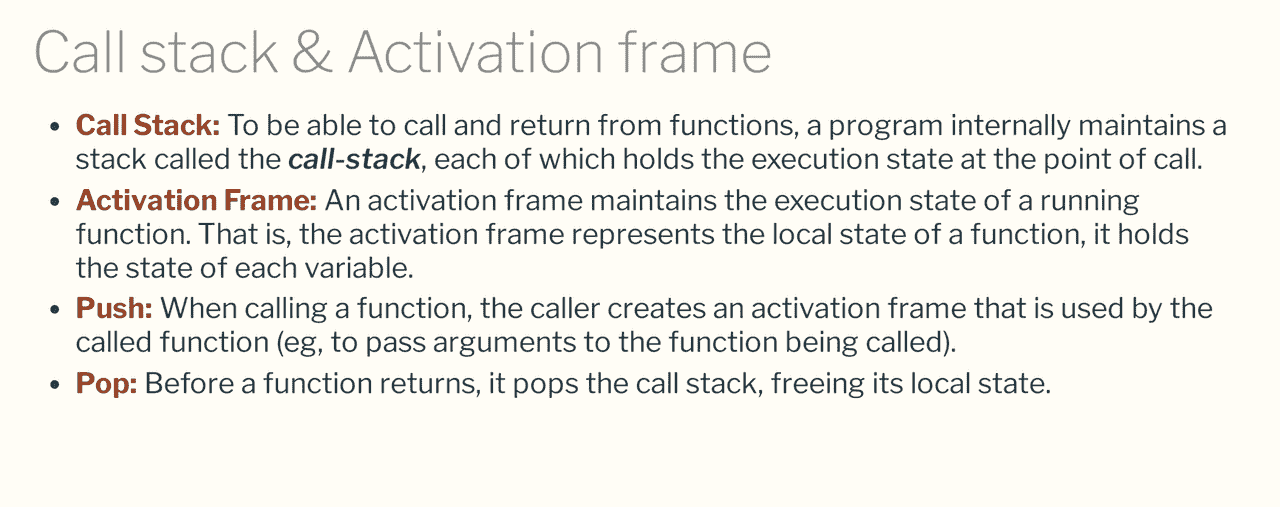 Call stack & Activation frame
• Call Stack: To be able to call and return from functions, a program internally maintains a
stack called the call-stack, each of which holds the execution state at the point of call.
• Activation Frame: An activation frame maintains the execution state of a running
function. That is, the activation frame represents the local state of a function, it holds
the state of each variable.
• Push: When calling a function, the caller creates an activation frame that is used by the
called function (eg, to pass arguments to the function being called).
• Pop: Before a function returns, it pops the call stack, freeing its local state.